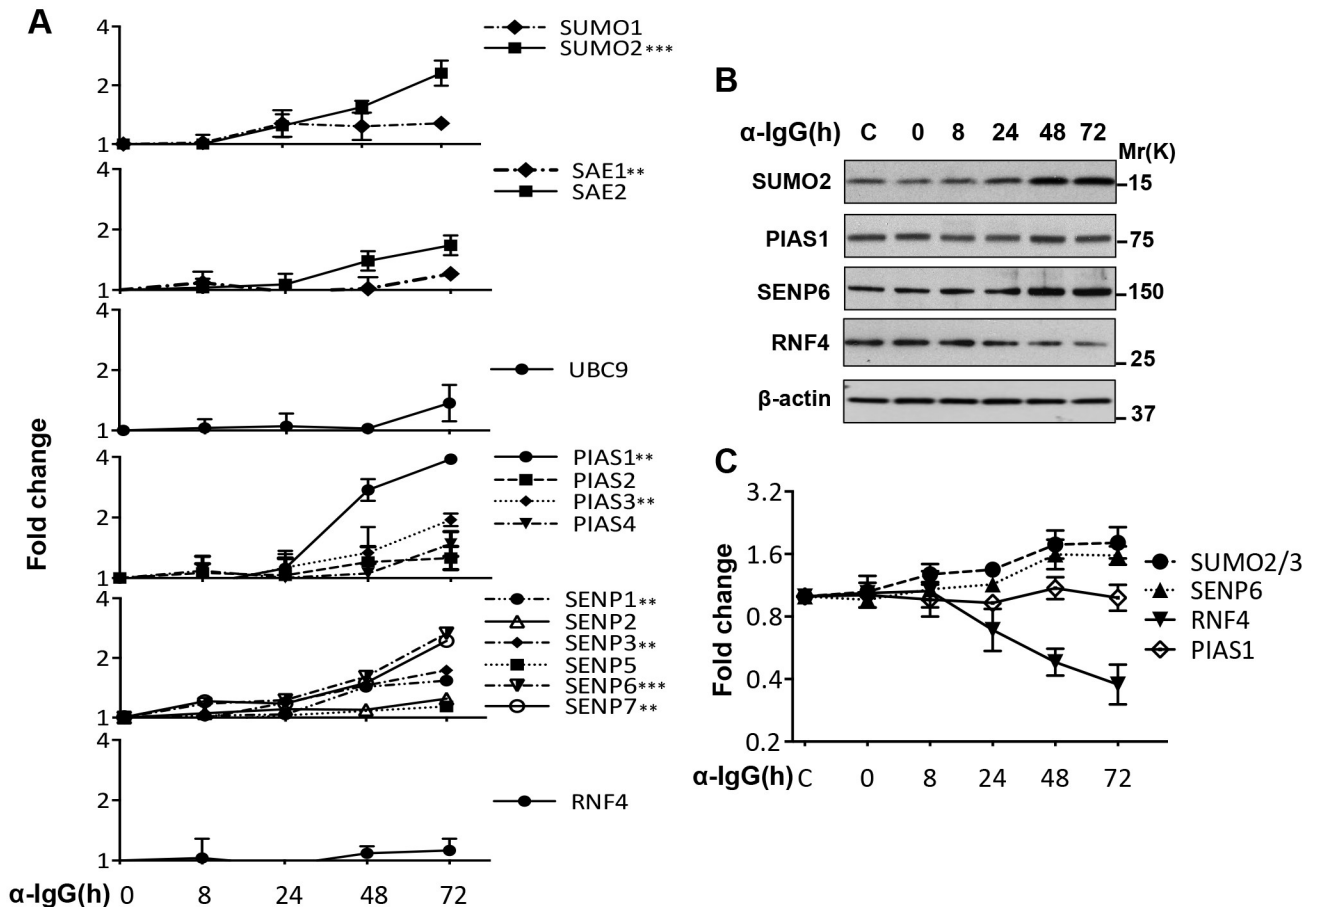 A
4
2
1
SUMO1
SUMO2***
4
2
1
SAE1**
SAE2
4
2
1
UBC9
4
2
1
PIAS1**
PIAS2
PIAS3**
PIAS4
4
2
1
SENP1**
SENP2
SENP3**
SENP5
SENP6***
SENP7**
4
2
1
RNF4
Fold change
α-IgG(h) 0 8 24 48 72
B
α-IgG(h) C 0 8 24 48 72
Mr(K)
SUMO2 15
PIAS1 75
SENP6 150
RNF4 25
β-actin 37
C
3.2
1.6
0.8
0.4
0.2
Fold change
SUMO2/3
SENP6
RNF4
PIAS1
α-IgG(h) C 0 8 24 48 72